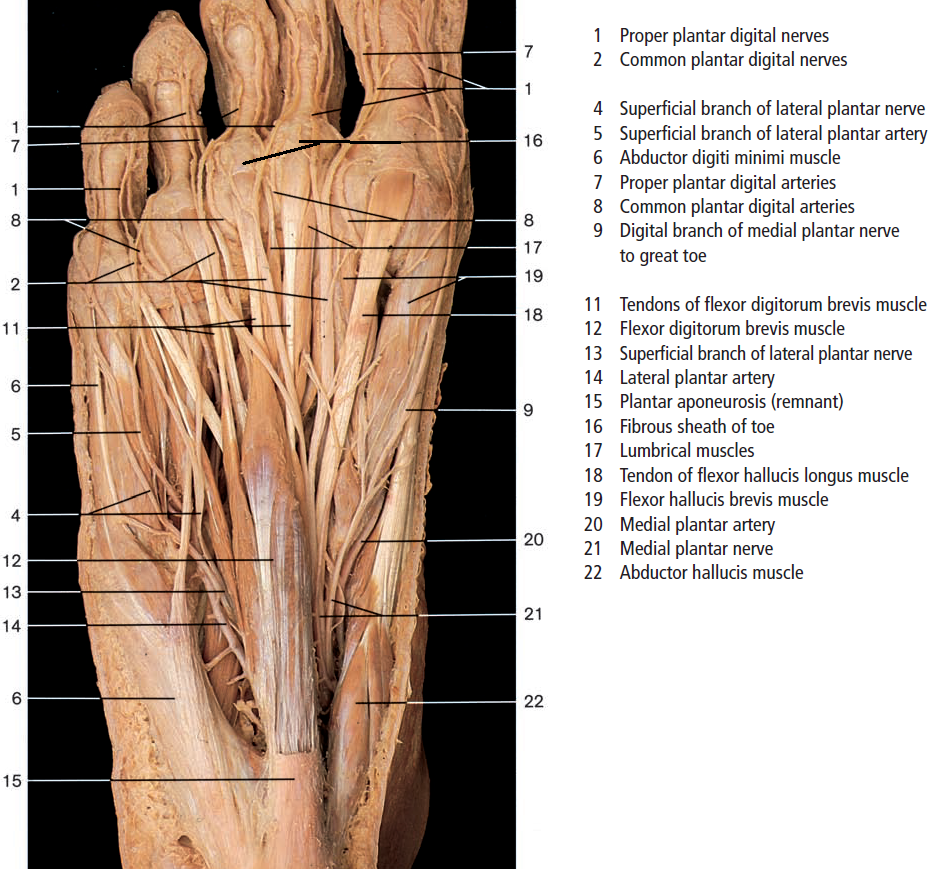 1 Proper plantar digital nerves
2 Common plantar digital nerves
4 Superficial branch of lateral plantar nerve
5 Superficial branch of lateral plantar artery
6 Abductor digiti minimi muscle
7 Proper plantar digital arteries
8 Common plantar digital arteries
9 Digital branch of medial plantar nerve
to great toe
11 Tendons of flexor digitorum brevis muscle
12 Flexor digitorum brevis muscle
13 Superficial branch of lateral plantar nerve
14 Lateral plantar artery
15 Plantar aponeurosis (remnant)
16 Fibrous sheath of toe
17 Lumbrical muscles
18 Tendon of flexor hallucis longus muscle
19 Flexor hallucis brevis muscle
20 Medial plantar artery
21 Medial plantar nerve
22 Abductor hallucis muscle
1
7
1
8
2
11
6
5
4
12
13
14
6
15
7
1
16
8
17
19
18
9
20
21
22